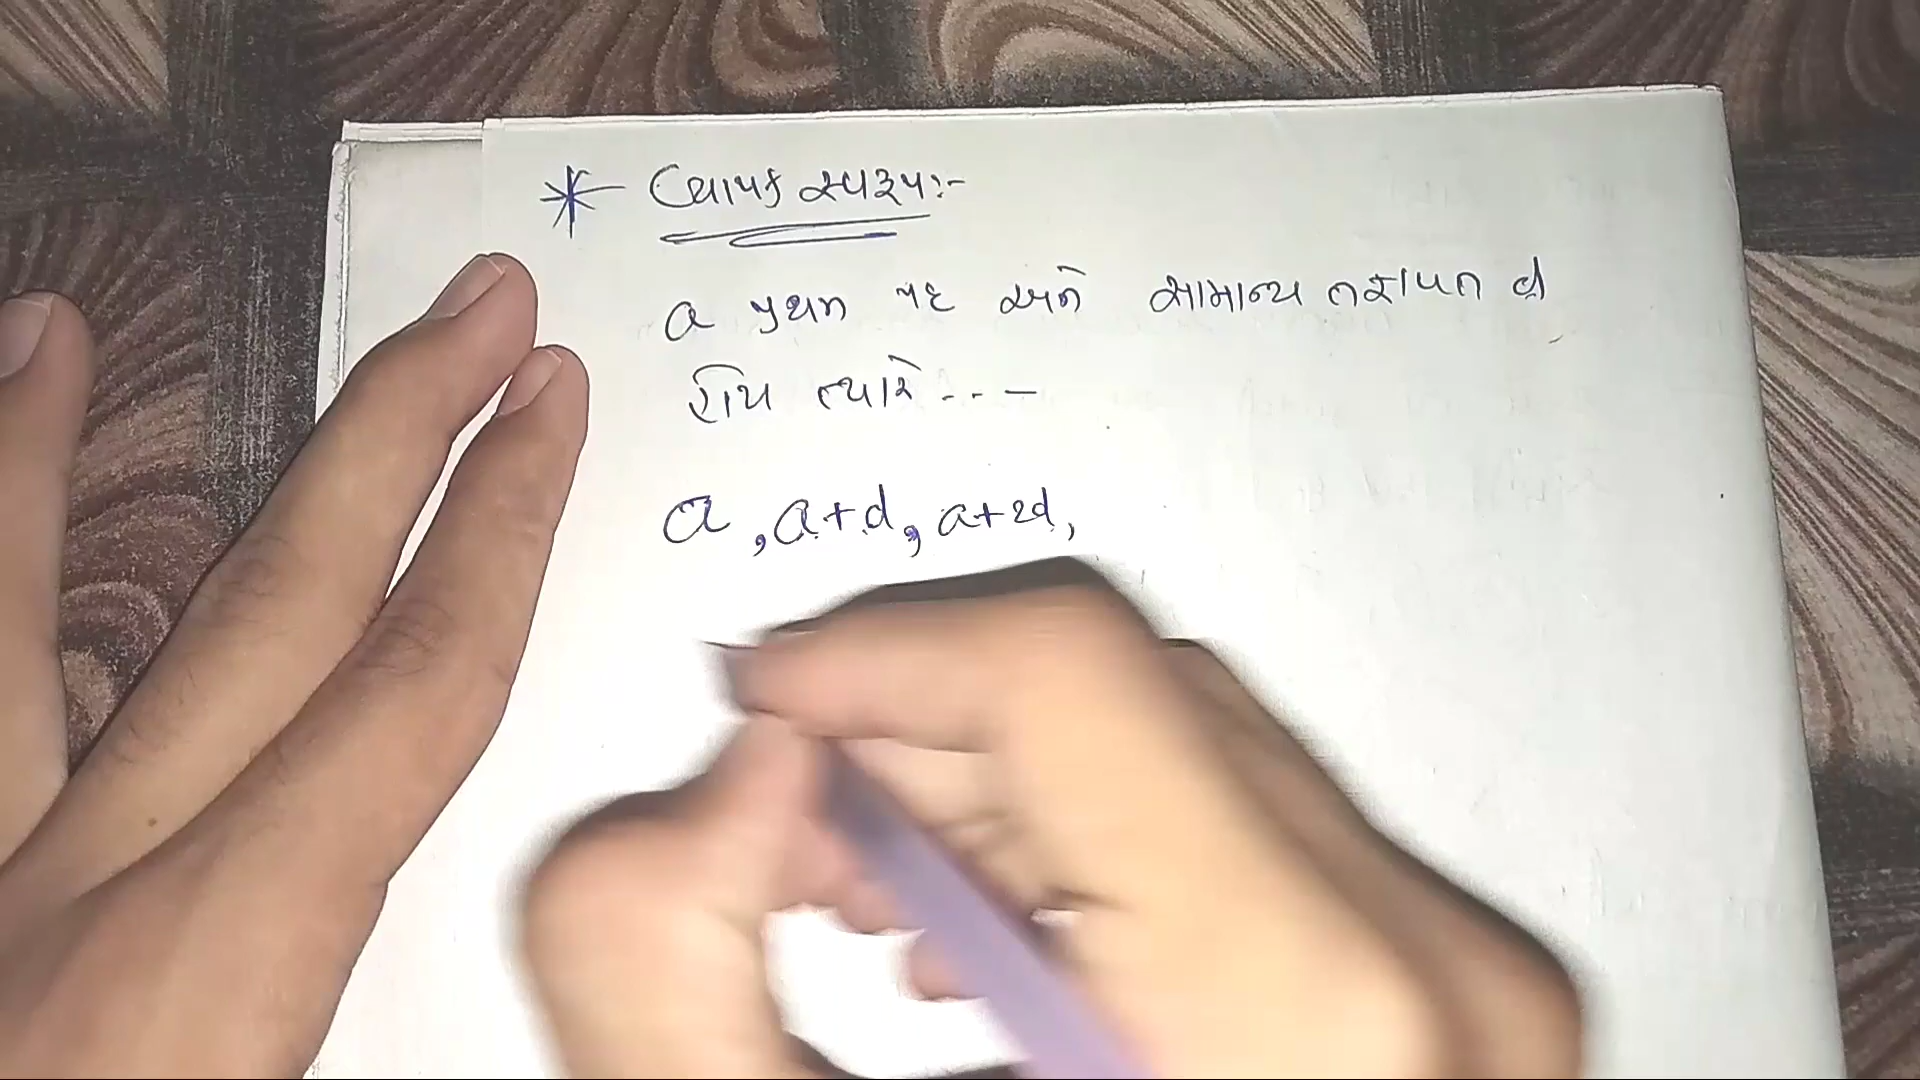 * વ્યાપક સ્વરૂપ:-
a પ્રથમ પદ અને સામાન્ય તફાવત d
હોય ત્યારે - - -
a, a+d, a+2d,